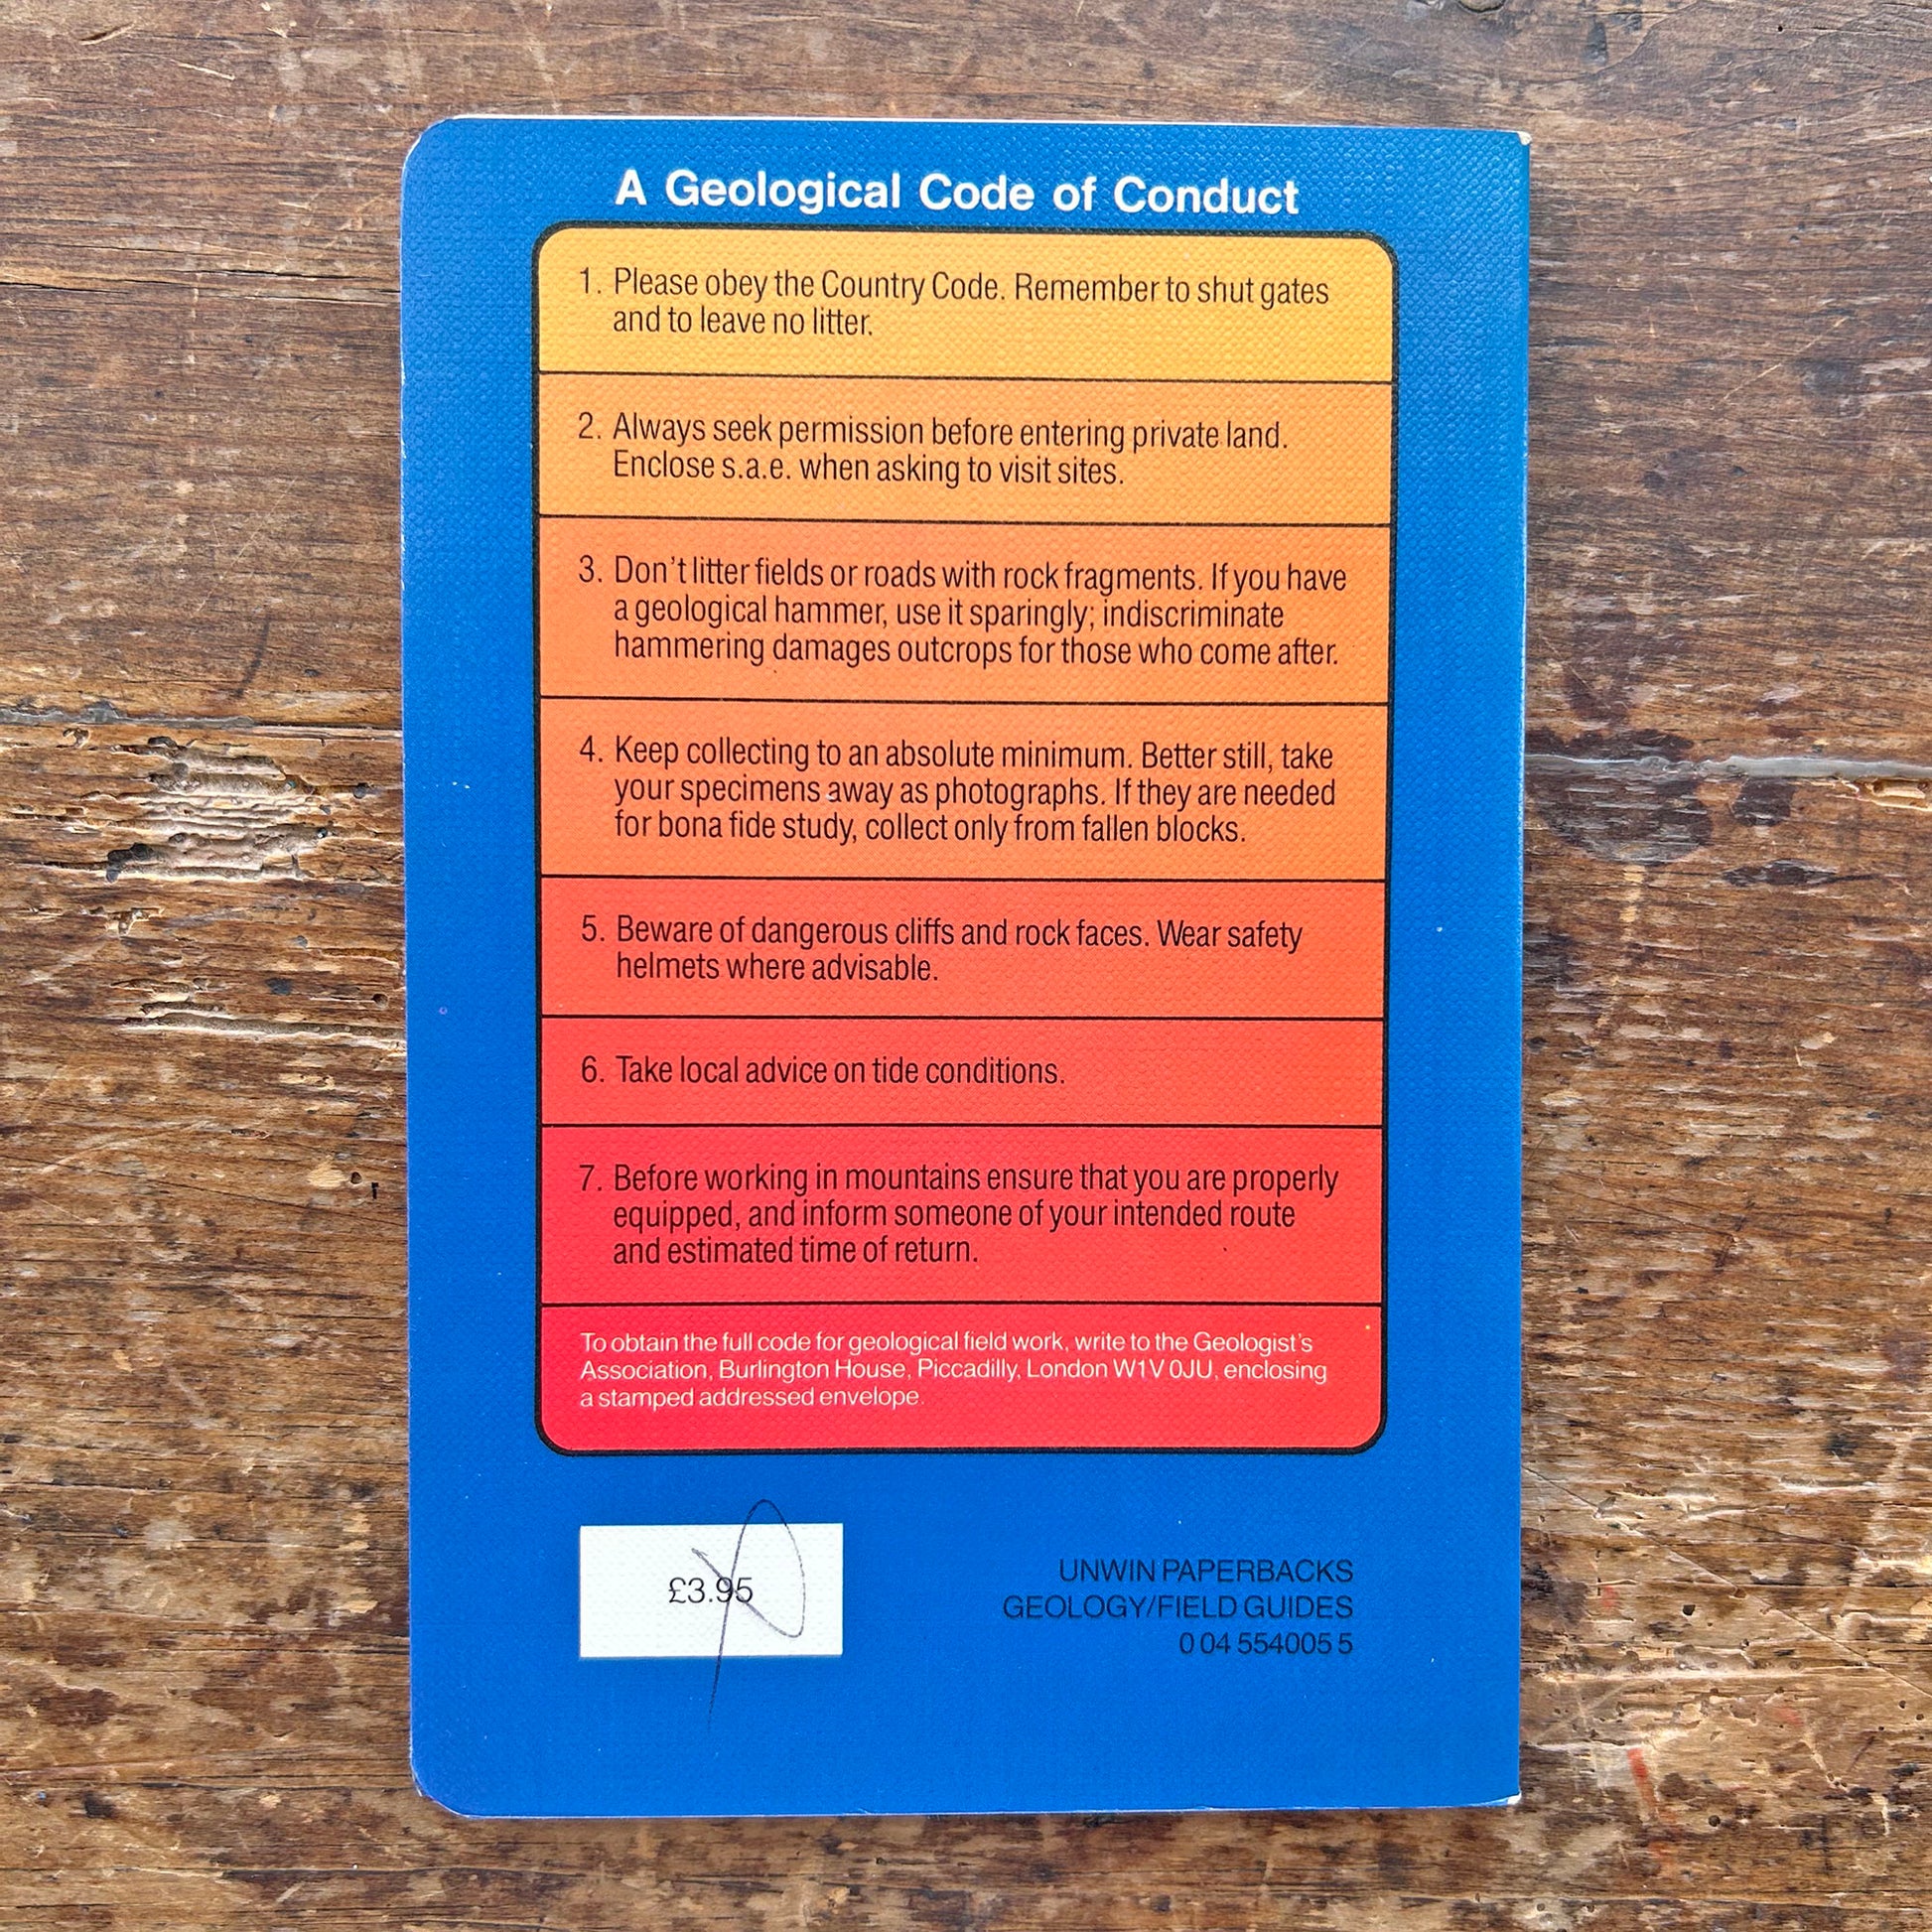 A Geological Code of Conduct
1. Please obey the Country Code. Remember to shut gates
and to leave no litter.
2. Always seek permission before entering private land.
Enclose s.a.e. when asking to visit sites.
3. Don't litter fields or roads with rock fragments. If you have
a geological hammer, use it sparingly; indiscriminate
hammering damages outcrops for those who come after.
4. Keep collecting to an absolute minimum. Better still, take
your specimens away as photographs. If they are needed
for bona fide study, collect only from fallen blocks.
5. Beware of dangerous cliffs and rock faces. Wear safety
helmets where advisable.
6. Take local advice on tide conditions.
7. Before working in mountains ensure that you are properly
equipped, and inform someone of your intended route
and estimated time of return.
To obtain the full code for geological field work, write to the Geologist's
Association, Burlington House, Piccadilly, London W1V 0JU, enclosing
a stamped addressed envelope.
£3.95
UNWIN PAPERBACKS
GEOLOGY/FIELD GUIDES
0 04 554005 5